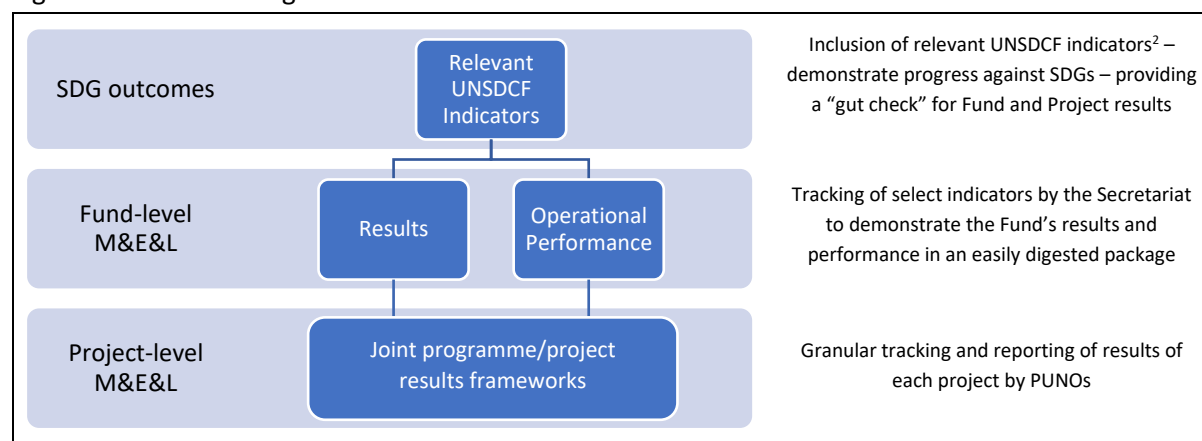 SDG outcomes
Relevant
UNSDCF
Indicators
Inclusion of relevant UNSDCF indicators² –
demonstrate progress against SDGs – providing
a “gut check” for Fund and Project results
Fund-level
M&E&L
Results
Operational
Performance
Tracking of select indicators by the Secretariat
to demonstrate the Fund’s results and
performance in an easily digested package
Project-level
M&E&L
Joint programme/project
results frameworks
Granular tracking and reporting of results of
each project by PUNOs